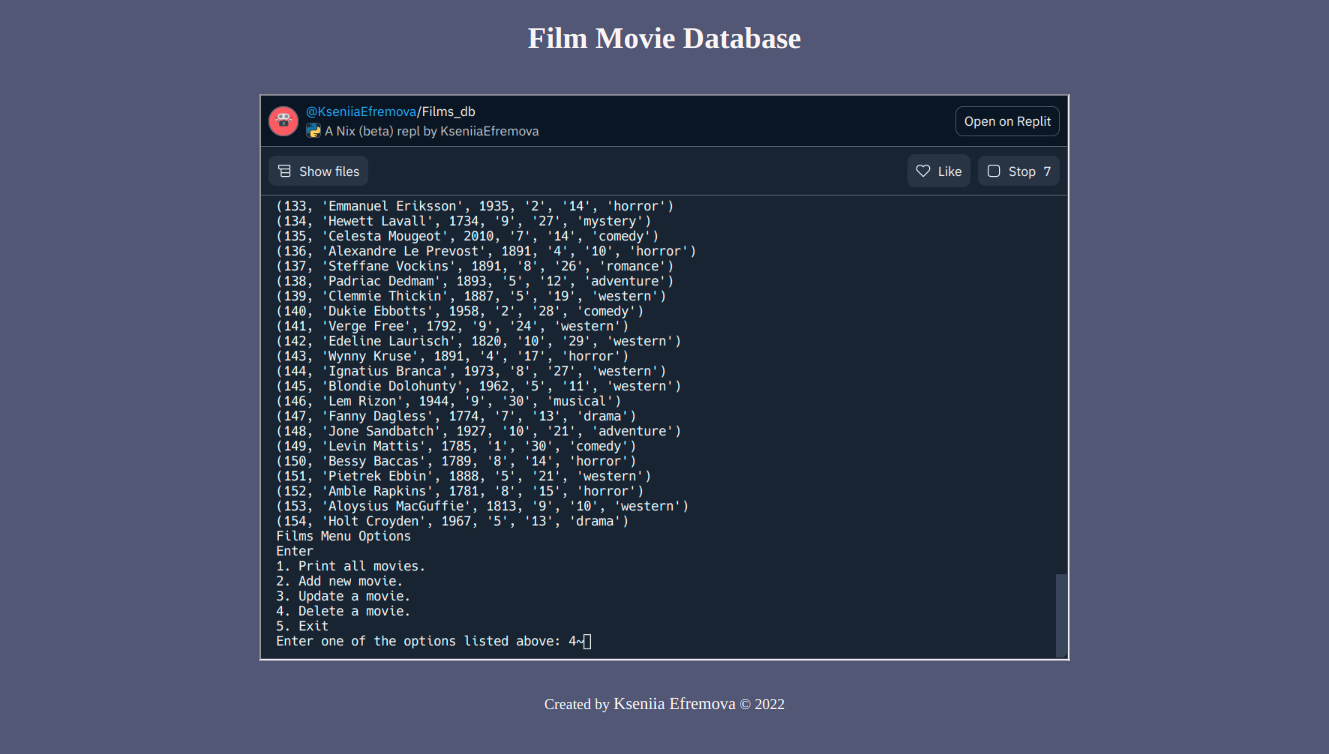 Film Movie Database
@KseniiaEfremova/Films_db
A Nix (beta) repl by KseniiaEfremova
Open on Replit
Show files
Like
Stop 7
(133, 'Emmanuel Eriksson', 1935, '2', '14', 'horror')
(134, 'Hewett Lavall', 1734, '9', '27', 'mystery')
(135, 'Celesta Mougeot', 2010, '7', '14', 'comedy')
(136, 'Alexandre Le Prevost', 1891, '4', '10', 'horror')
(137, 'Steffane Vockins', 1891, '8', '26', 'romance')
(138, 'Padriac Dedmam', 1893, '5', '12', 'adventure')
(139, 'Clemmie Thickin', 1887, '5', '19', 'western')
(140, 'Dukie Ebbotts', 1958, '2', '28', 'comedy')
(141, 'Verge Free', 1792, '9', '24', 'western')
(142, 'Edeline Laurisch', 1820, '10', '29', 'western')
(143, 'Wynny Kruse', 1891, '4', '17', 'horror')
(144, 'Ignatius Branca', 1973, '8', '27', 'western')
(145, 'Blondie Dolohunty', 1962, '5', '11', 'western')
(146, 'Lem Rizon', 1944, '9', '30', 'musical')
(147, 'Fanny Dagless', 1774, '7', '13', 'drama')
(148, 'Jone Sandbatch', 1927, '10', '21', 'adventure')
(149, 'Levin Mattis', 1785, '1', '30', 'comedy')
(150, 'Bessy Baccas', 1789, '8', '14', 'horror')
(151, 'Pietrek Ebbin', 1888, '5', '21', 'western')
(152, 'Amble Rapkins', 1781, '8', '15', 'horror')
(153, 'Aloysius MacGuffie', 1813, '9', '10', 'western')
(154, 'Holt Croyden', 1967, '5', '13', 'drama')
Films Menu Options
Enter
1. Print all movies.
2. Add new movie.
3. Update a movie.
4. Delete a movie.
5. Exit
Enter one of the options listed above: 4~
Created by Kseniia Efremova © 2022